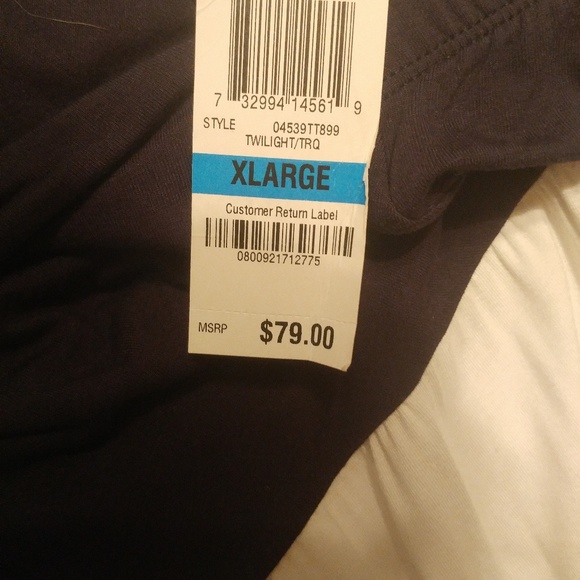 7 32994 14561 9
STYLE 04539TT899
TWILIGHT/TRQ
XLARGE
Customer Return Label
0800921712775
MSRP $79.00